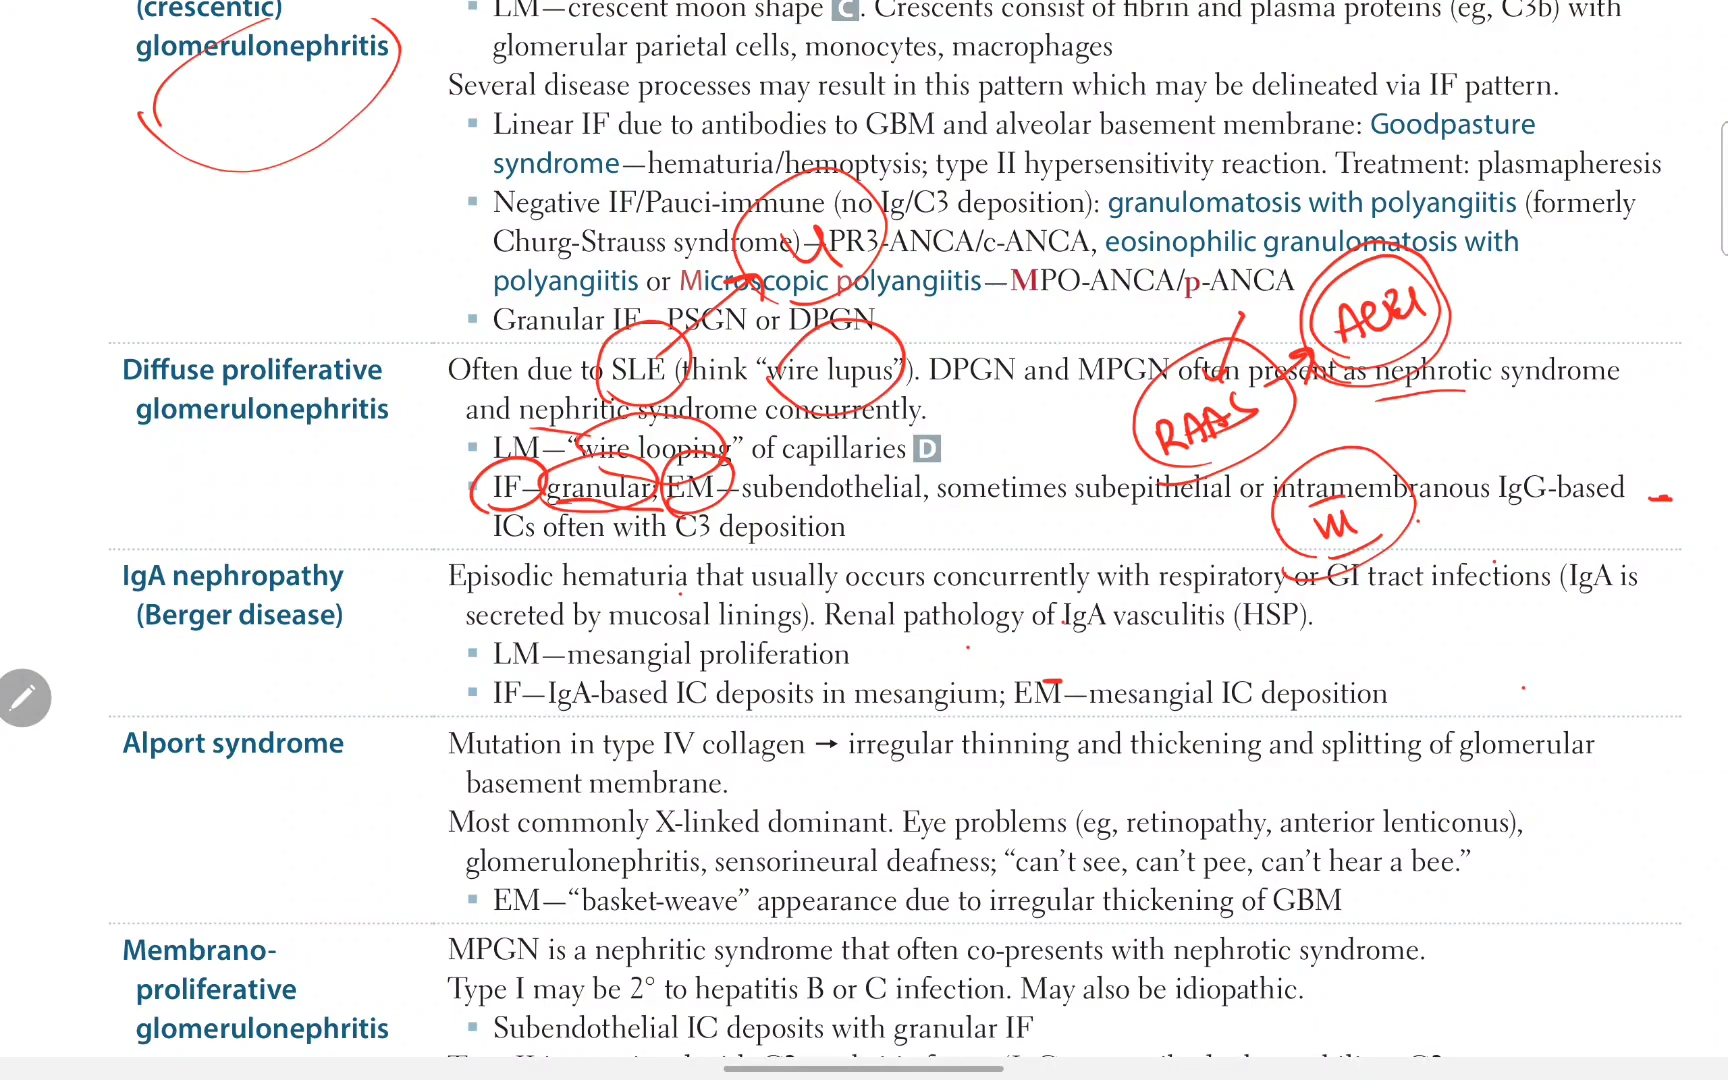 (crescentic)
glomerulonephritis
LM—crescent moon shape C. Crescents consist of fibrin and plasma proteins (eg, C3b) with
glomerular parietal cells, monocytes, macrophages
Several disease processes may result in this pattern which may be delineated via IF pattern.
Linear IF due to antibodies to GBM and alveolar basement membrane: Goodpasture
syndrome—hematuria/hemoptysis; type II hypersensitivity reaction. Treatment: plasmapheresis
Negative IF/Pauci-immune (no Ig/C3 deposition): granulomatosis with polyangiitis (formerly
Churg-Strauss syndrome)—PR3-ANCA/c-ANCA, eosinophilic granulomatosis with
polyangiitis or Microscopic polyangiitis—MPO-ANCA/p-ANCA
Granular IF—PSGN or DPGN
Diffuse proliferative
glomerulonephritis
Often due to SLE (think “wire lupus”). DPGN and MPGN often present as nephrotic syndrome
and nephritic syndrome concurrently.
LM—“wire looping” of capillaries D
IF—granular; EM—subendothelial, sometimes subepithelial or intramembranous IgG-based
ICs often with C3 deposition
RAAS
IgA nephropathy
(Berger disease)
Episodic hematuria that usually occurs concurrently with respiratory or GI tract infections (IgA is
secreted by mucosal linings). Renal pathology of IgA vasculitis (HSP).
LM—mesangial proliferation
IF—IgA-based IC deposits in mesangium; EM—mesangial IC deposition
Alport syndrome
Mutation in type IV collagen → irregular thinning and thickening and splitting of glomerular
basement membrane.
Most commonly X-linked dominant. Eye problems (eg, retinopathy, anterior lenticonus),
glomerulonephritis, sensorineural deafness; “can’t see, can’t pee, can’t hear a bee.”
EM—“basket-weave” appearance due to irregular thickening of GBM
Membrano-
proliferative
glomerulonephritis
MPGN is a nephritic syndrome that often co-presents with nephrotic syndrome.
Type I may be 2° to hepatitis B or C infection. May also be idiopathic.
Subendothelial IC deposits with granular IF